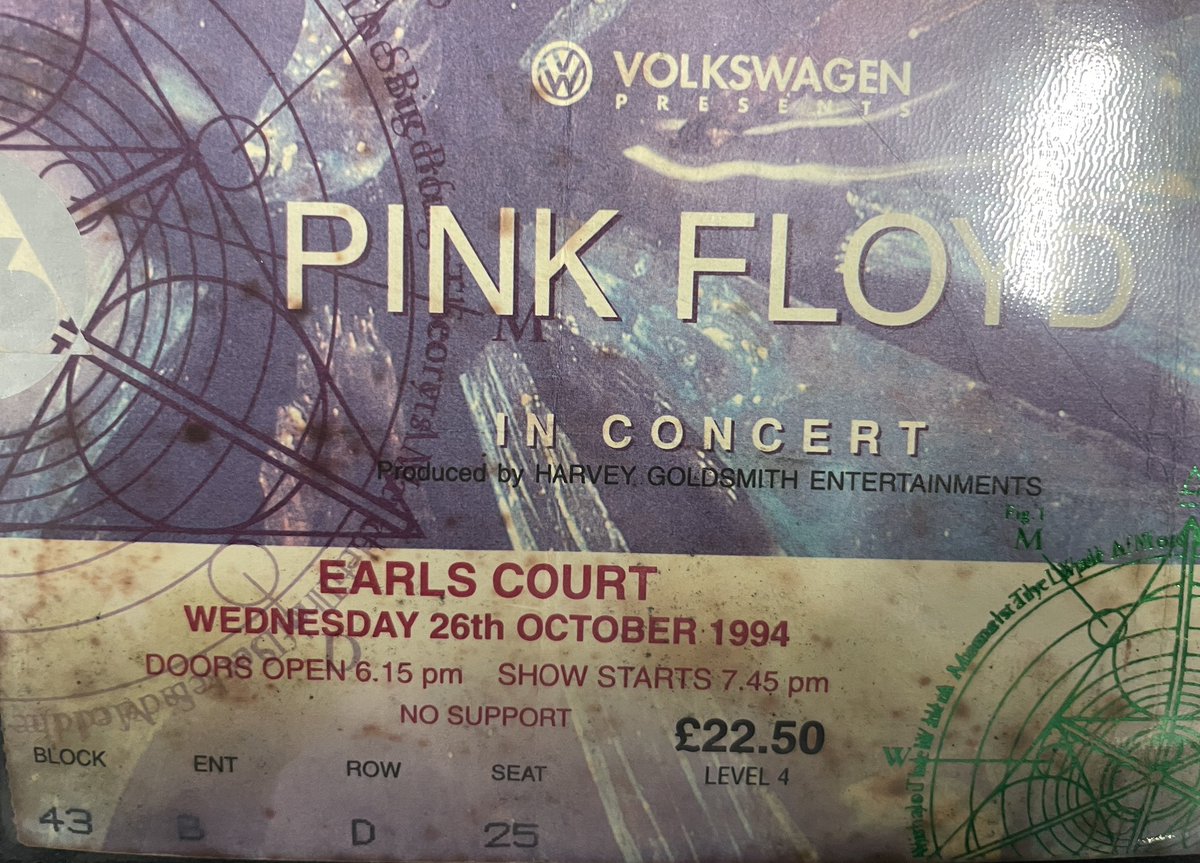 VOLKSWAGEN
PRESENTS
PINK FLOYD
M
IN CONCERT
Produced by HARVEY GOLDSMITH ENTERTAINMENTS
Fig 1
M
EARLS COURT
WEDNESDAY 26th OCTOBER 1994
DOORS OPEN 6.15 pm SHOW STARTS 7.45 pm
NO SUPPORT
£22.50
LEVEL 4
W
BLOCK ENT ROW SEAT
43 B D 25